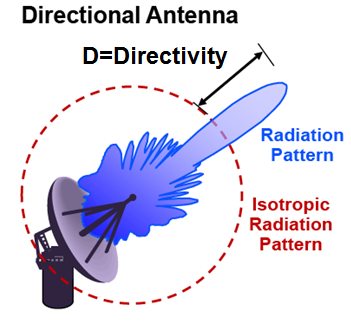 Directional Antenna
D=Directivity
Radiation
Pattern
Isotropic
Radiation
Pattern